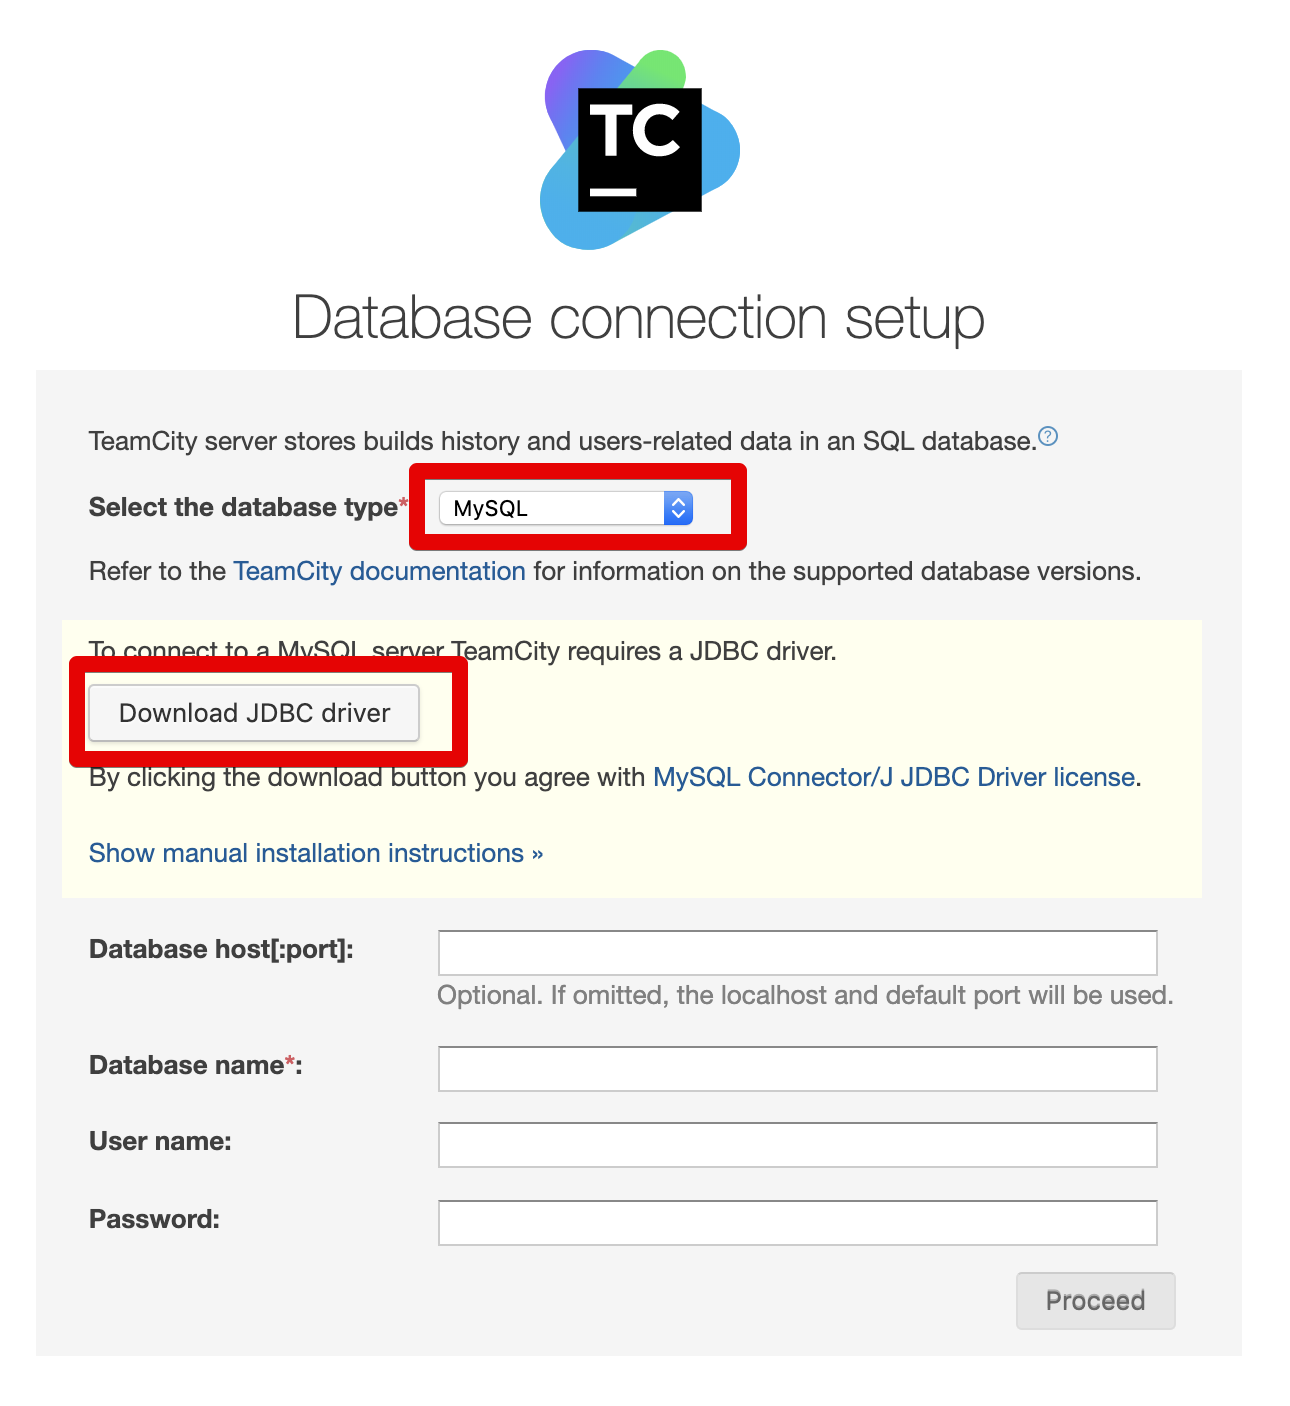 TC
Database connection setup
TeamCity server stores builds history and users-related data in an SQL database.?
Select the database type* MySQL
Refer to the TeamCity documentation for information on the supported database versions.
To connect to a MySQL server TeamCity requires a JDBC driver.
Download JDBC driver
By clicking the download button you agree with MySQL Connector/J JDBC Driver license.
Show manual installation instructions »
Database host[:port]:
Optional. If omitted, the localhost and default port will be used.
Database name*:
User name:
Password:
Proceed